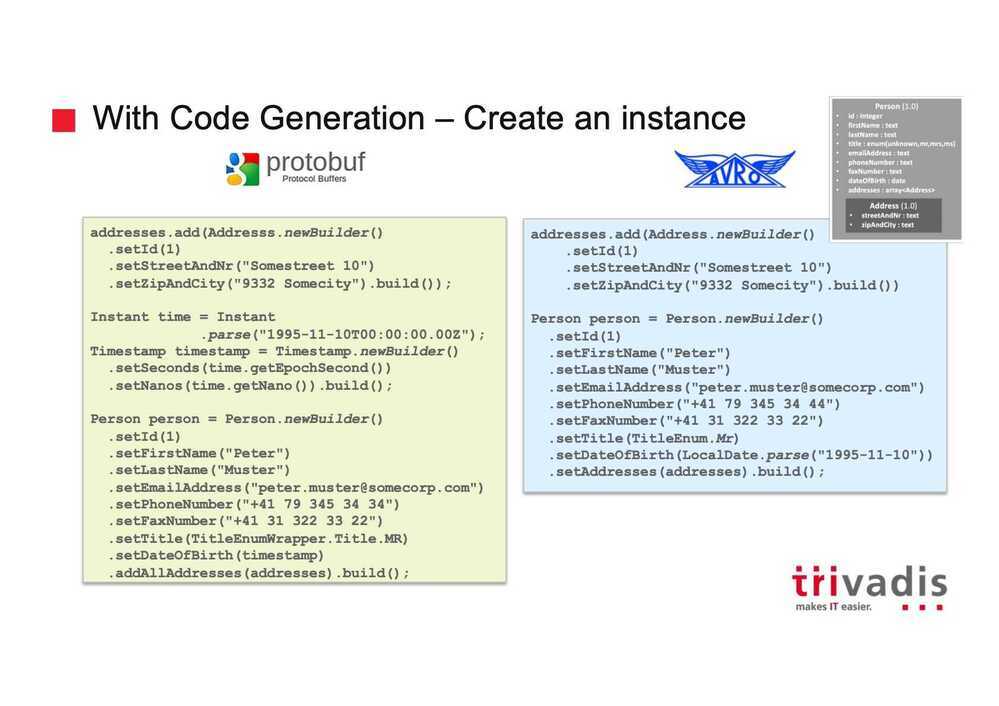 With Code Generation – Create an instance
protobuf
Protocol Buffers
AVRO
Person (1.0)
• id : integer
• firstName : text
• lastName : text
• title : enum(unknown,mr,mrs,ms)
• emailAddress : text
• phoneNumber : text
• faxNumber : text
• dateOfBirth : date
• addresses : array<Address>
Address (1.0)
• streetAndNr : text
• zipAndCity : text
addresses.add(Addresss.newBuilder()
.setId(1)
.setStreetAndNr("Somestreet 10")
.setZipAndCity("9332 Somecity").build());
Instant time = Instant
.parse("1995-11-10T00:00:00.00Z");
Timestamp timestamp = Timestamp.newBuilder()
.setSeconds(time.getEpochSecond())
.setNanos(time.getNano()).build();
Person person = Person.newBuilder()
.setId(1)
.setFirstName("Peter")
.setLastName("Muster")
.setEmailAddress("peter.muster@somecorp.com")
.setPhoneNumber("+41 79 345 34 34")
.setFaxNumber("+41 31 322 33 22")
.setTitle(TitleEnumWrapper.Title.MR)
.setDateOfBirth(timestamp)
.addAllAddresses(addresses).build();
addresses.add(Address.newBuilder()
.setId(1)
.setStreetAndNr("Somestreet 10")
.setZipAndCity("9332 Somecity").build())
Person person = Person.newBuilder()
.setId(1)
.setFirstName("Peter")
.setLastName("Muster")
.setEmailAddress("peter.muster@somecorp.com")
.setPhoneNumber("+41 79 345 34 44")
.setFaxNumber("+41 31 322 33 22")
.setTitle(TitleEnum.Mr)
.setDateOfBirth(LocalDate.parse("1995-11-10"))
.setAddresses(addresses).build();
trivadis
makes IT easier.